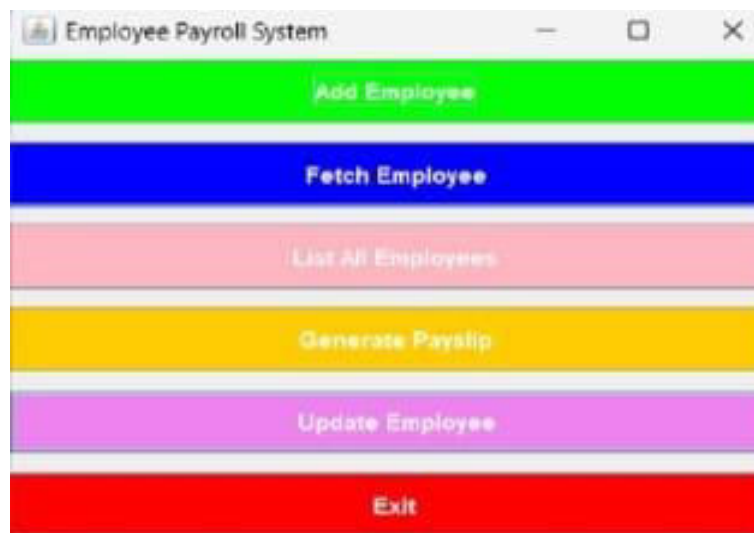 Employee Payroll System
Add Employee
Fetch Employee
List All Employees
Generate Payslip
Update Employee
Exit